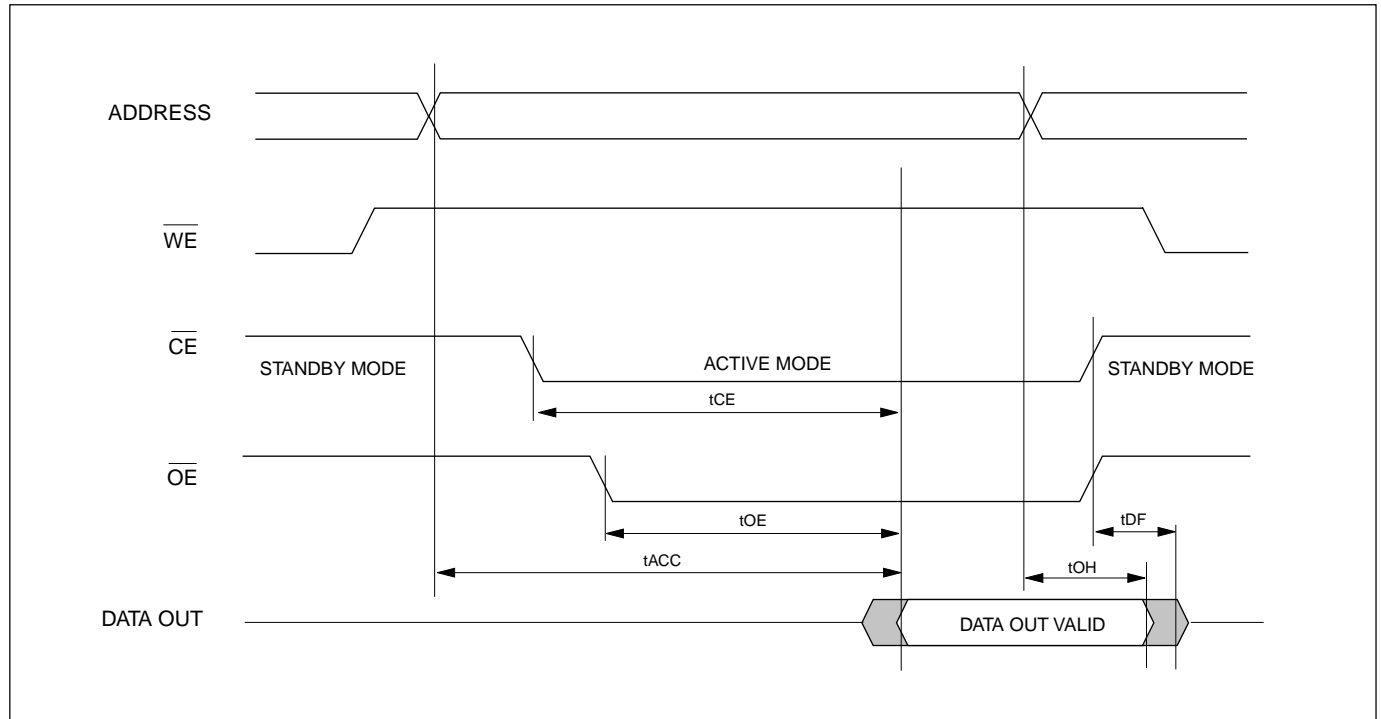 ADDRESS
WE
CE
STANDBY MODE
ACTIVE MODE
STANDBY MODE
tCE
OE
tOE
tDF
tACC
tOH
DATA OUT
DATA OUT VALID